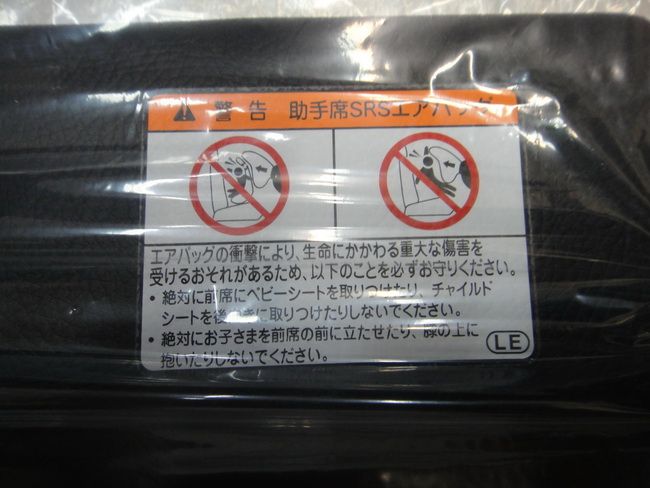 警告 助手席SRSエアバッグ
エアバッグの衝撃により、生命にかかわる重大な傷害を
受けるおそれがあるため、以下のことを必ずお守りください。
・絶対に前席にベビーシートを取りつけたり、チャイルド
シートを後向きに取りつけたりしないでください。
・絶対にお子さまを前席の前に立たせたり、膝の上に
抱いたりしないでください。
LE